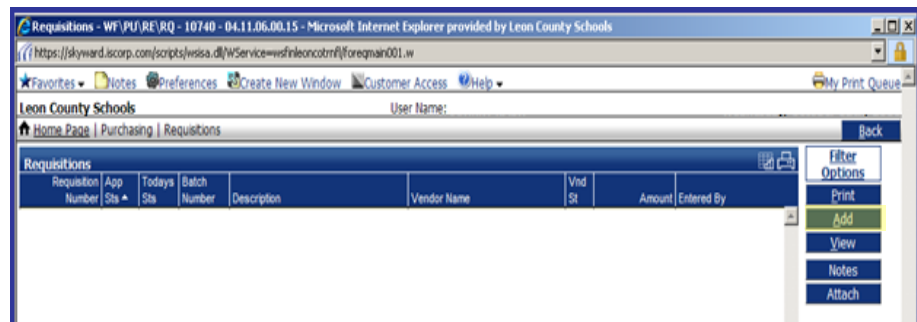 Requisitions - WF\PU\RE\RQ - 10740 - 04.11.06.00.15 - Microsoft Internet Explorer provided by Leon County Schools
https://skyward.iscorp.com/scripts/wsisa.dll/WService=wsfinleoncotrnfl/foreqmain001.w
Favorites Notes Preferences Create New Window Customer Access Help My Print Queue
Leon County Schools User Name:
Home Page | Purchasing | Requisitions Back
Requisitions
Requisition Number App Sts Todays Sts Batch Number Description Vendor Name Vnd St Amount Entered By
Filter Options
Print
Add
View
Notes
Attach